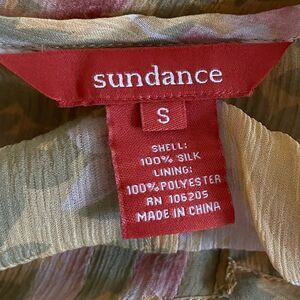 sundance
S
SHELL:
100% SILK
LINING:
100% POLYESTER
RN 106205
MADE IN CHINA